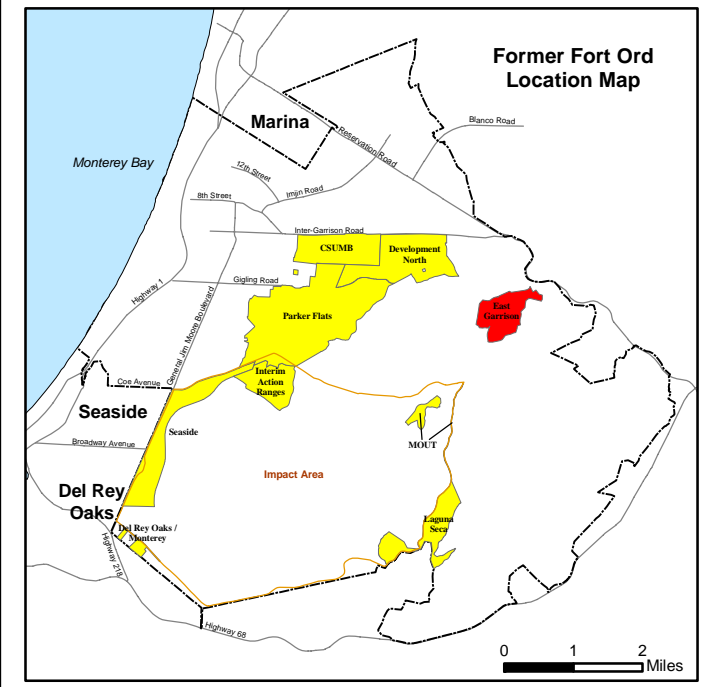 Former Fort Ord
Location Map
Marina
Blanco Road
Reservation Road
Monterey Bay
12th Street
Imjin Road
8th Street
Inter-Garrison Road
CSUMB
Development
North
Gigling Road
Highway 1
East
Garrison
General Jim Moore Boulevard
Parker Flats
Interim
Action
Ranges
Coe Avenue
Seaside
Seaside
Broadway Avenue
MOUT
Impact Area
Del Rey
Oaks
Laguna
Seca
Del Rey Oaks /
Monterey
Highway 218
Highway 68
0 1 2
Miles